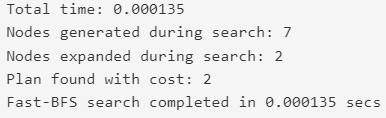 Total time: 0.000135
Nodes generated during search: 7
Nodes expanded during search: 2
Plan found with cost: 2
Fast-BFS search completed in 0.000135 secs